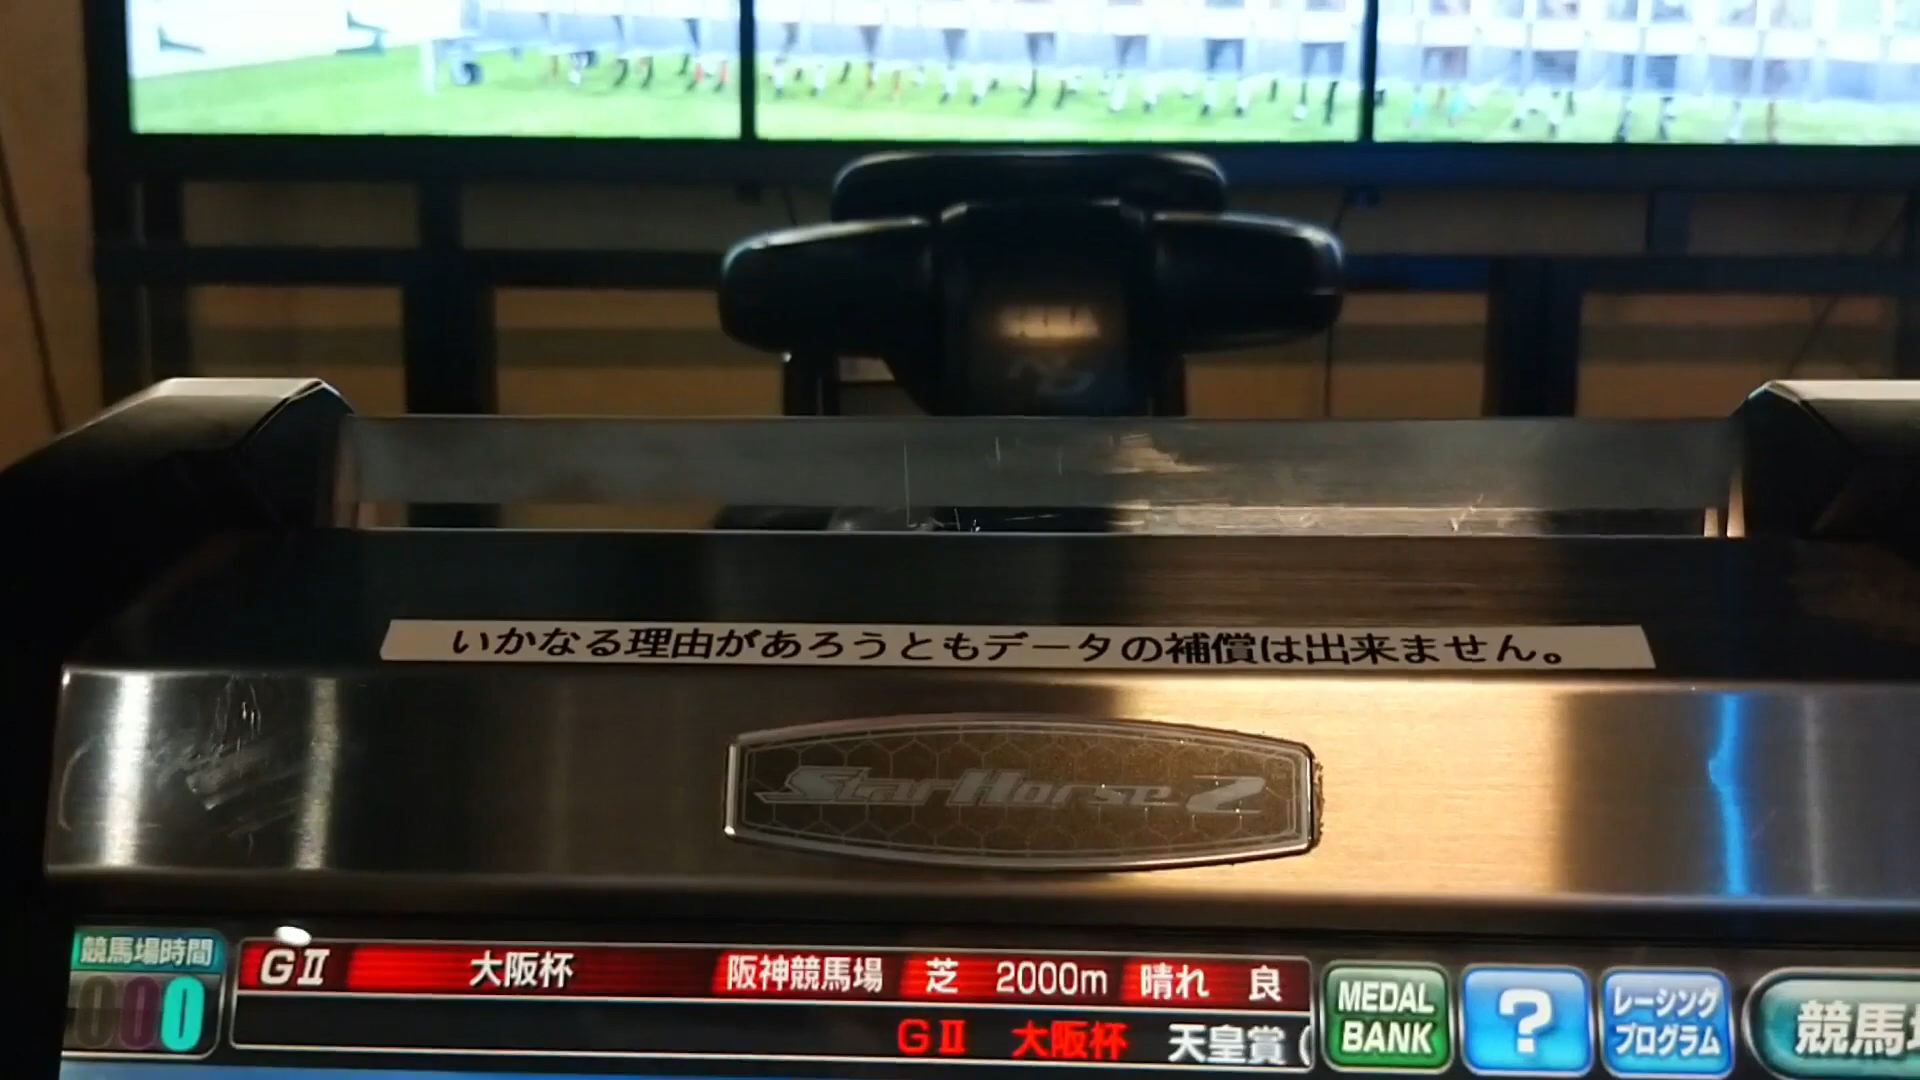 いかなる理由があろうともデータの補償は出来ません。
StarHorse2
競馬場時間
0
GⅡ 大阪杯 阪神競馬場 芝 2000m 晴れ 良
GⅡ 大阪杯 天皇賞(
MEDAL
BANK
?
レーシング
プログラム
競馬